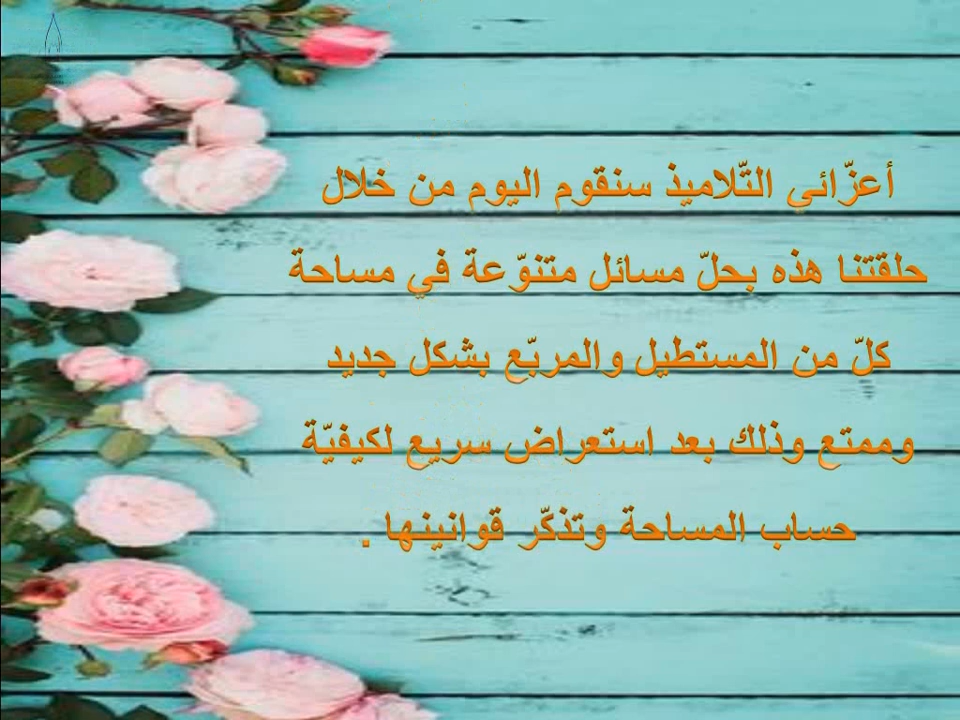 أعزّائي التّلاميذ سنقوم اليوم من خلال
حلقتنا هذه بحلّ مسائل متنوّعة في مساحة
كلّ من المستطيل والمربّع بشكل جديد
وممتع وذلك بعد استعراض سريع لكيفيّة
حساب المساحة وتذكّر قوانينها .